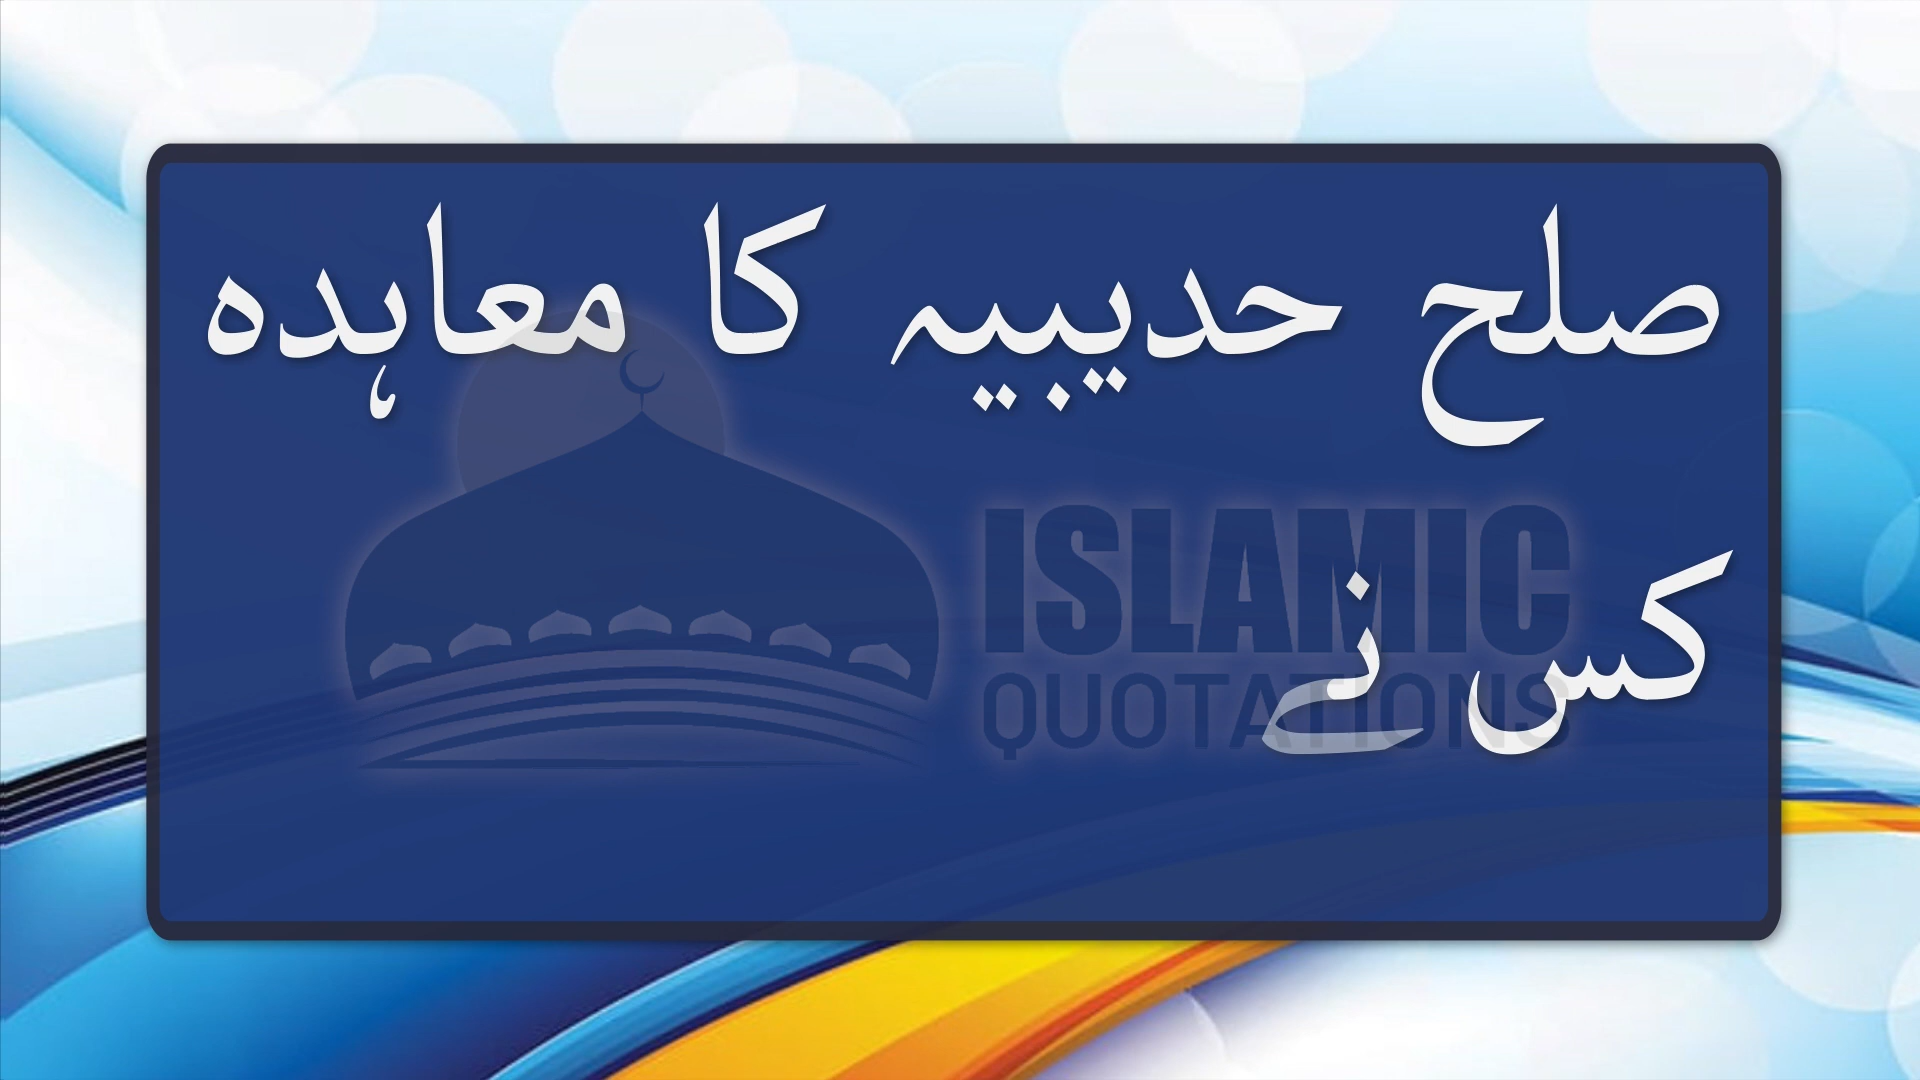 صلح حدیبیہ کا معاہدہ
کس نے
ISLAMIC
QUOTATIONS